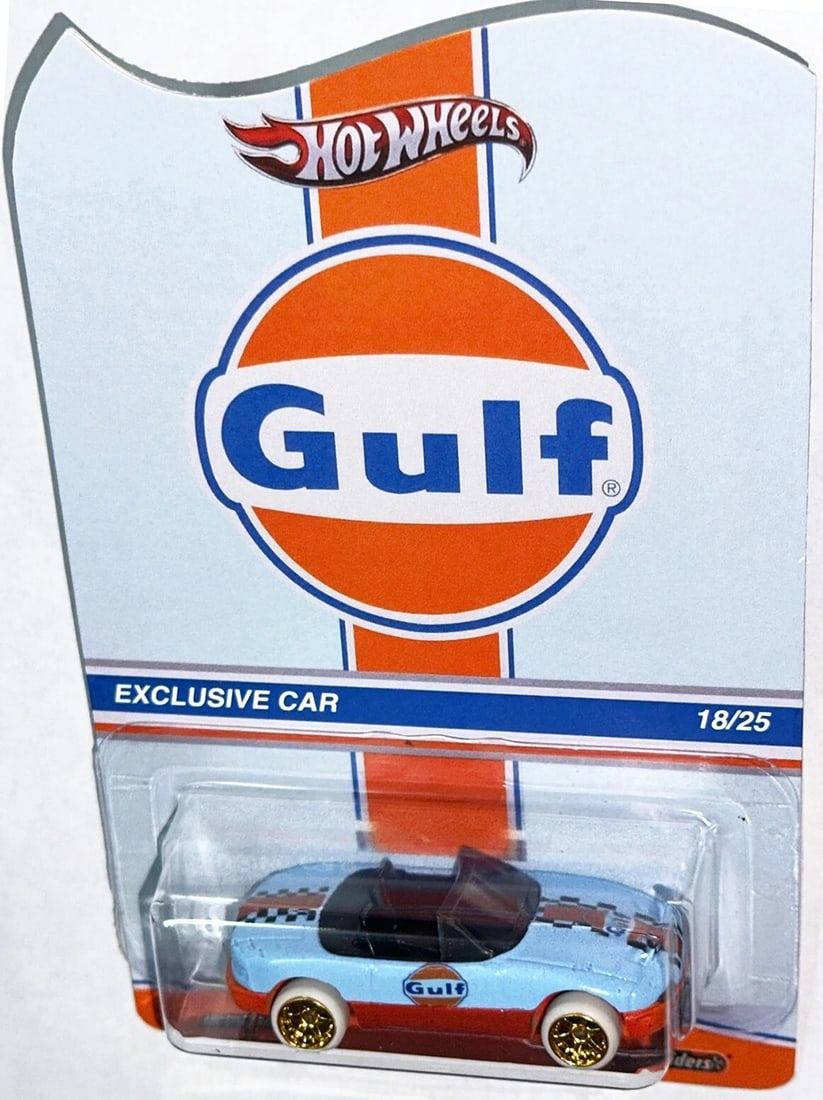 HOT WHEELS
Gulf®
EXCLUSIVE CAR
18/25
Gulf